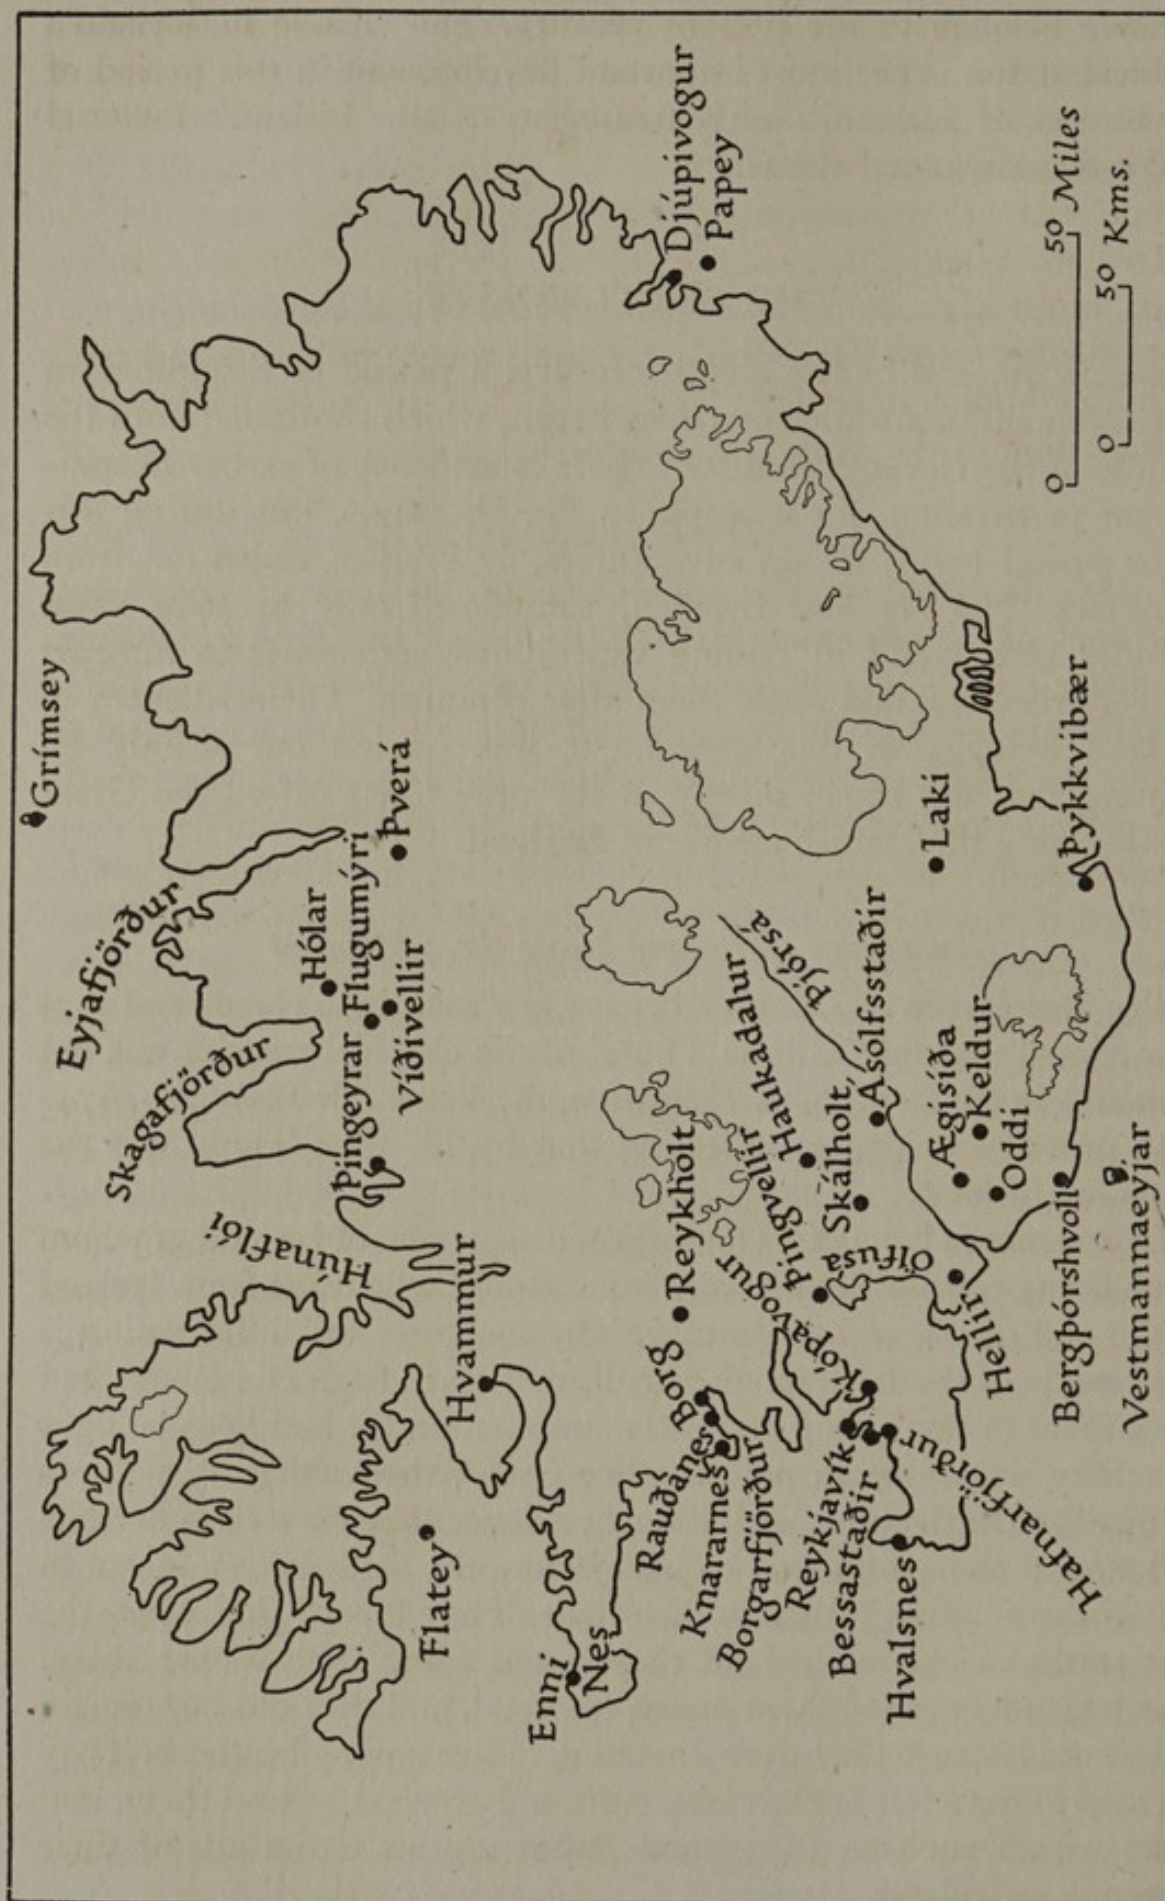 Grímsey
Eyjafjörður
Skagafjörður
Húnaflói
Hólar
Flugumýri
Þverá
Þingeyrar
Víðivellir
Hvammur
Flatey
Enni
Nes
Djúpivogur
Papey
Reykholt
Borg
Rauðanes
Knararnes
Borgarfjörður
Reykjavík
Bessastaðir
Hvalsnes
Hafnarfjörður
Kópavogur
Þingvellir
Haukadalur
Skálholt
Þjórsá
Ásólfsstaðir
Ölfusá
Hellir
Ægisíða
Keldur
Oddi
Bergþórshvoll
Vestmannaeyjar
Laki
Þykkvibær
0 50 Miles
0 50 Kms.